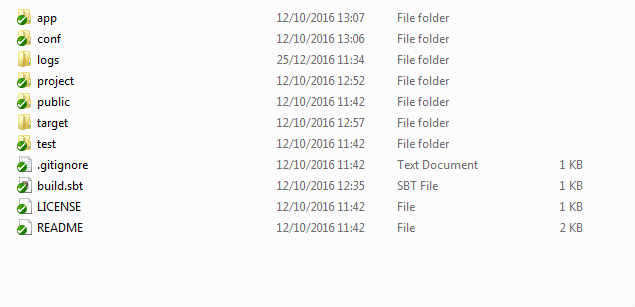 app 12/10/2016 13:07 File folder
conf 12/10/2016 13:06 File folder
logs 25/12/2016 11:34 File folder
project 12/10/2016 12:52 File folder
public 12/10/2016 11:42 File folder
target 12/10/2016 12:57 File folder
test 12/10/2016 11:42 File folder
.gitignore 12/10/2016 11:42 Text Document 1 KB
build.sbt 12/10/2016 12:35 SBT File 1 KB
LICENSE 12/10/2016 11:42 File 1 KB
README 12/10/2016 11:42 File 2 KB